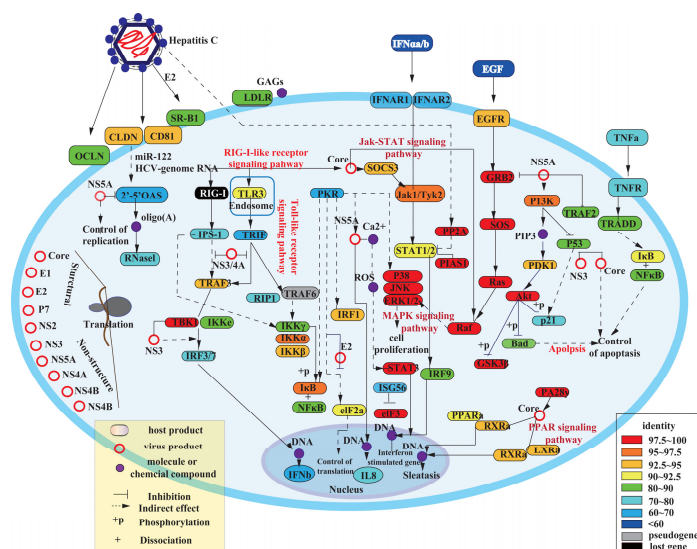 Hepatitis C
E2
GAGs
LDLR
SR-B1
CLDN
CD81
OCLN
IFNαa/b
IFNAR1
IFNAR2
EGF
EGFR
TNFa
TNFR
TRADD
miR-122
HCV-genome RNA
RIG-I-like receptor
signaling pathway
Core
SOCS3
Jak-STAT signaling
pathway
NS5A
2'-5'OAS
oligo(A)
Control of
replication
RNaseI
RIG-I
TLR3
Endosome
TRIF
Toll-like receptor
signaling pathway
PKR
Jak1/Tyk2
GRB2
NS5A
P13K
TRAF2
IPS-1
NS3/4A
NS5A
Ca2+
STAT1/2
PP2A
PIAS1
SOS
PIP3
P53
IκB
+
NFκB
TRAF3
RIP1
TRAF6
ROS
P38
JNK
ERK1/2
MAPK signaling
pathway
Ras
Raf
PDK1
NS3
Core
Akt
+p
+p
p21
GSK3β
Bad
Apolpsis
Control
of apoptasis
Core
E1
E2
P7
NS2
NS3
NS5A
NS4A
NS4B
NS4B
Sturcerai
Translation
Non-structure
TBK1
IKKe
NS3
IRF3/7
IKKγ
IKKα
IKKβ
+p
IκB
+
NFκB
IRF1
E2
eIF2a
cell
proliferation
STAT3
ISG56
eIF3
IRF9
PPARa
RXRa
Core
PA28γ
PPAR signaling
pathway
RXRa
LXRa
DNA
IFNb
Control of
translation
DNA
IL8
DNA
Interferon
stimulated gene
DNA
Sleatasis
Nucleus
host product
virus product
molecule or
chemcial compound
Inhibition
Indirect effect
+p Phosphorylation
+ Dissociation
identity
97.5~100
95~97.5
92.5~95
90~92.5
80~90
70~80
60~70
<60
pseudogene
lost gene